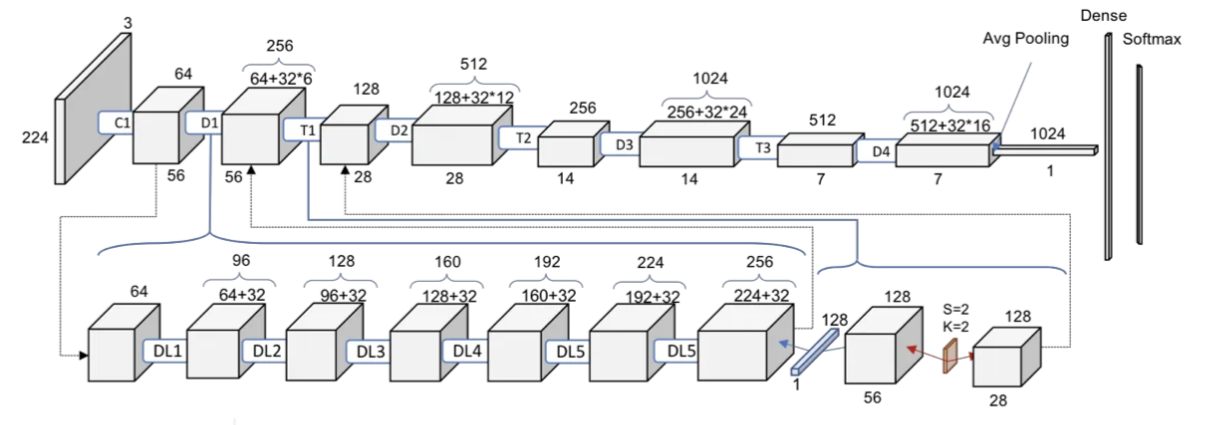 3
224
C1
64
56
D1
256
64+32*6
56
T1
128
28
D2
512
128+32*12
28
T2
256
14
D3
1024
256+32*24
14
T3
512
7
D4
1024
512+32*16
7
Avg Pooling
1024
1
Dense
Softmax
64
DL1
96
64+32
DL2
128
96+32
DL3
160
128+32
DL4
192
160+32
DL5
224
192+32
DL5
256
224+32
128
1
128
56
S=2
K=2
128
28